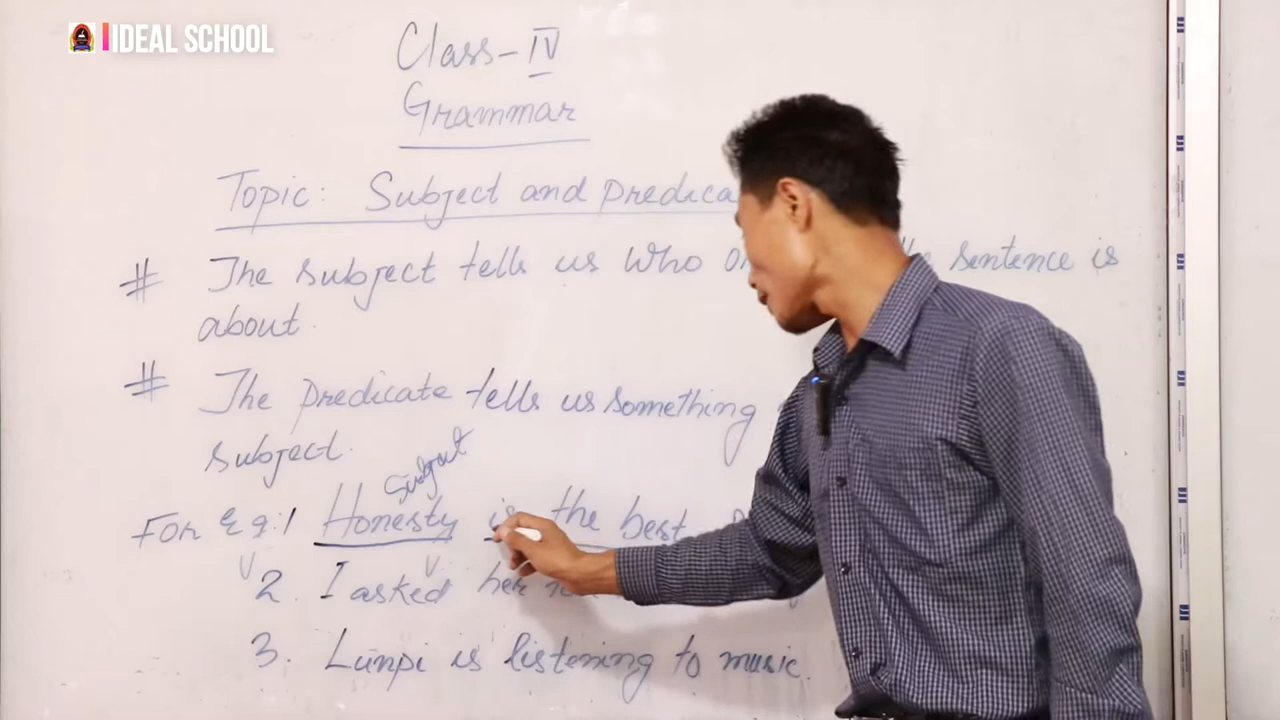 IDEAL SCHOOL
Class-IV
Grammar
Topic: Subject and predica
# The subject tells us Who sentence is
about.
# The predicate tells us something
subject.
Subject
For Eg:1 Honesty is the best
2. I asked her
3. Lunpi is listening to music.